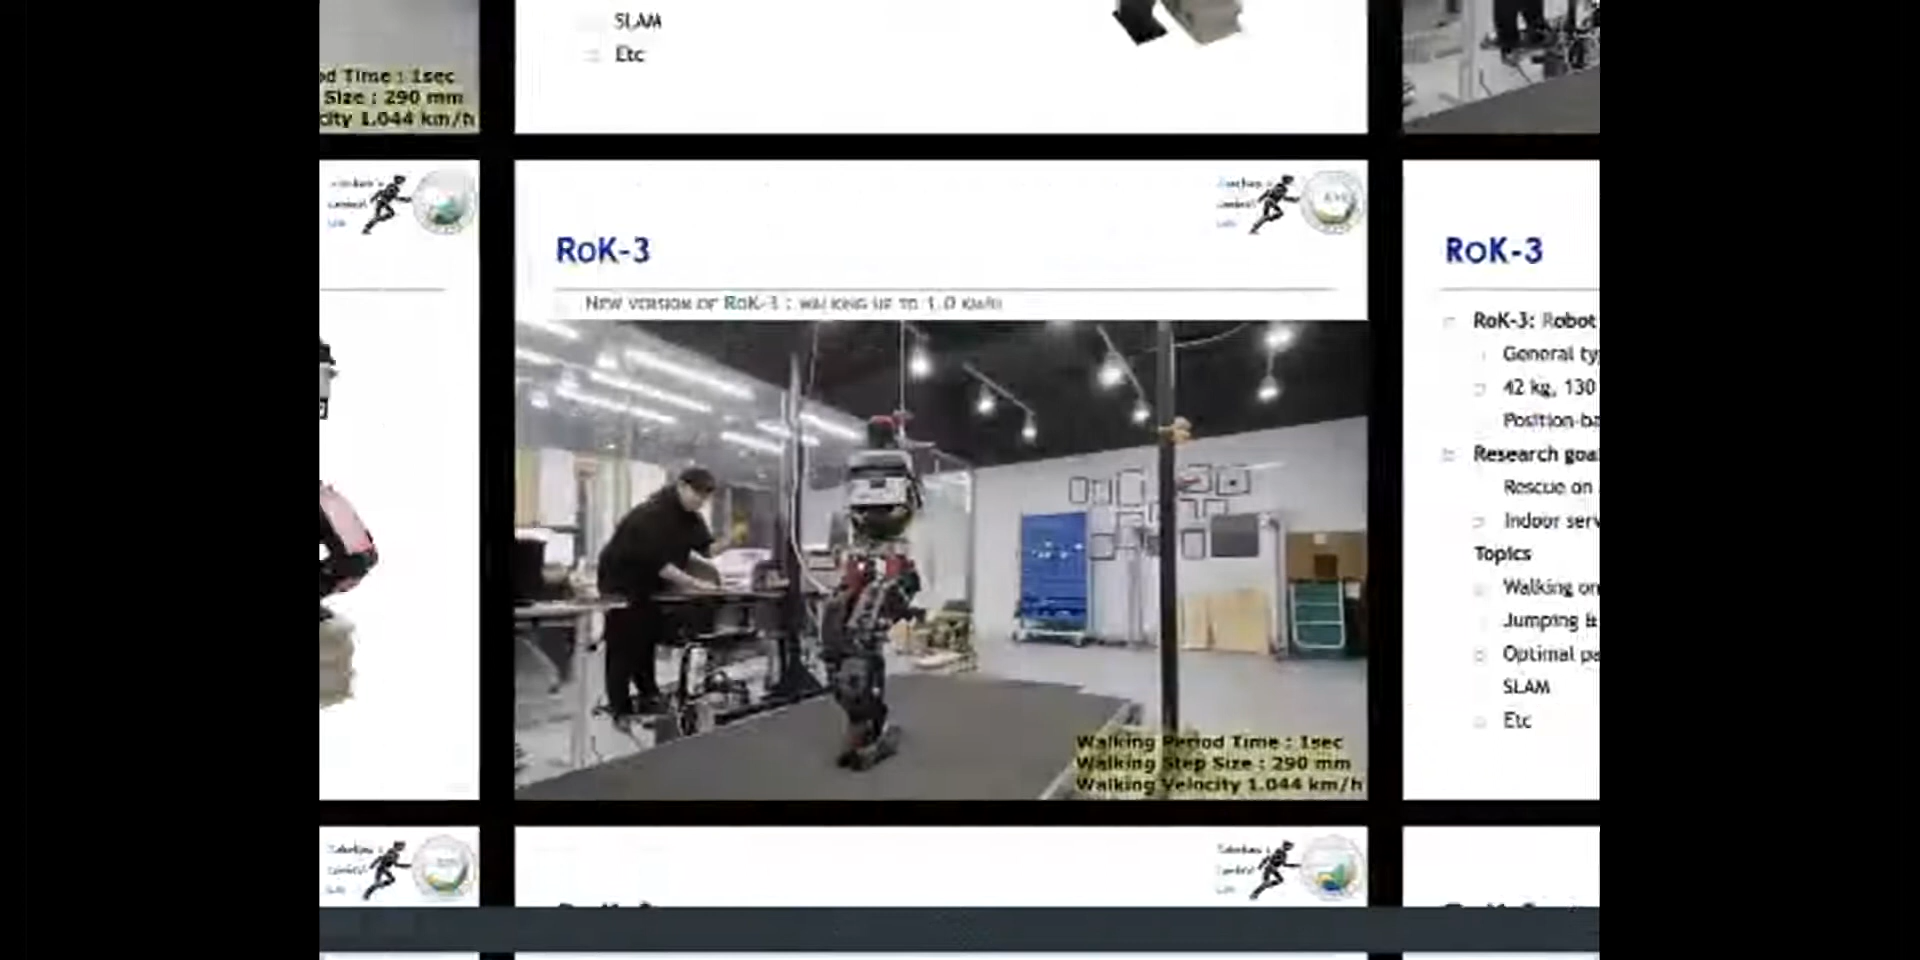 SLAM
Etc
od Time : 1sec
Size : 290 mm
city 1.044 km/h
RoK-3
New version of RoK-3 : walking up to 1.0 km/h
Walking Period Time : 1sec
Walking Step Size : 290 mm
Walking Velocity 1.044 km/h
RoK-3
RoK-3: Robot
General ty
42 kg, 130
Position-ba
Research goa
Rescue on
Indoor serv
Topics
Walking on
Jumping &
Optimal pa
SLAM
Etc